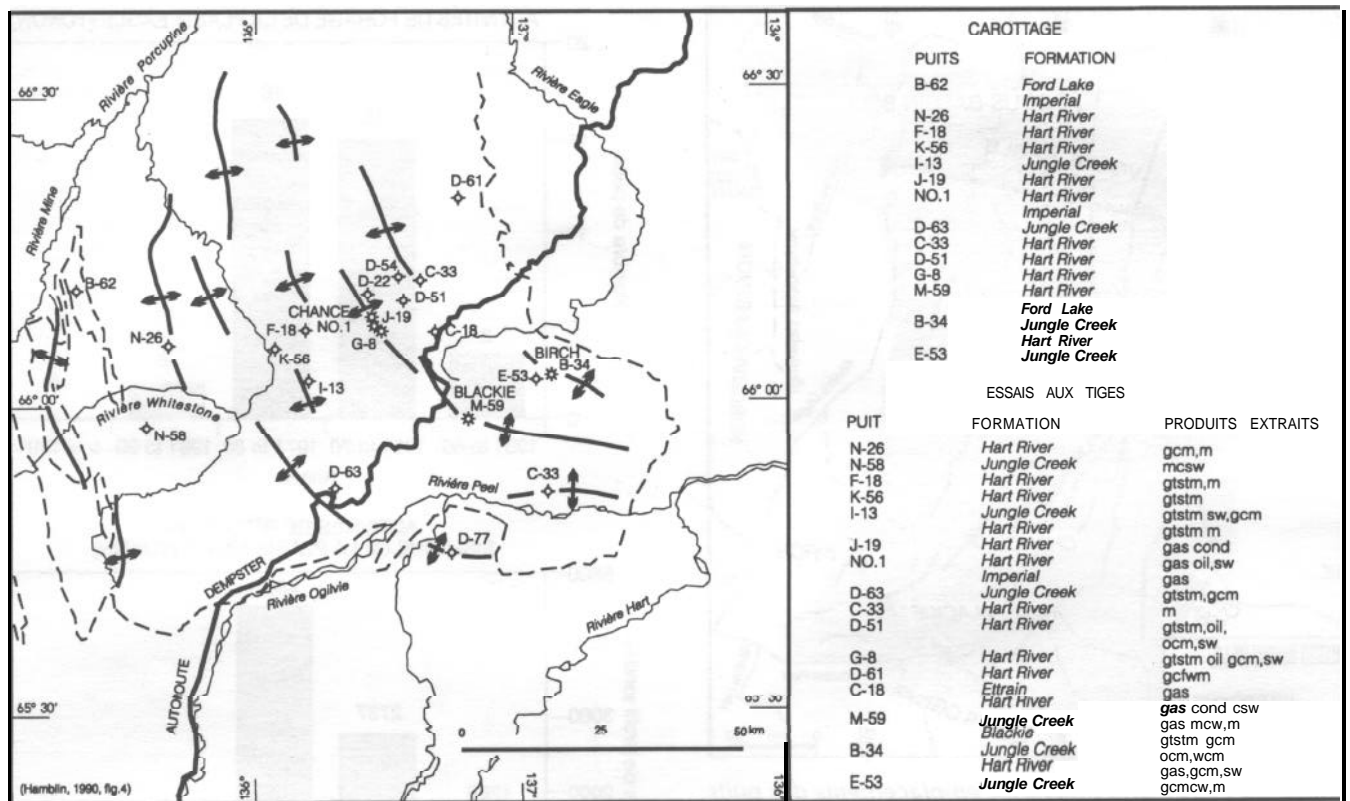 136°
137°
13°
66° 30'
66° 30'
Rivière Porcupine
Rivière Eagle
Rivière Mine
D-61
B-62
D-54
C-33
D-22
D-51
CHANCE
J-19
NO.1
F-18
C-18
G-8
N-26
K-56
BIRCH
B-34
E-53
I-13
BLACKIE
M-59
66° 00'
66° 00'
Rivière Whitestone
N-58
D-63
Rivière Peel
C-33
D-77
DEMPSTER
Rivière Ogilvie
Rivière Hart
AUTOROUTE
65° 30'
30'
0 25 50 km
136°
137°
(Hamblin, 1990, fig.4)
CAROTTAGE
PUITS FORMATION
B-62 Ford Lake
Imperial
N-26 Hart River
F-18 Hart River
K-56 Hart River
I-13 Jungle Creek
J-19 Hart River
NO.1 Hart River
Imperial
D-63 Jungle Creek
C-33 Hart River
D-51 Hart River
G-8 Hart River
M-59 Hart River
Ford Lake
B-34 Jungle Creek
Hart River
E-53 Jungle Creek
ESSAIS AUX TIGES
PUIT FORMATION PRODUITS EXTRAITS
N-26 Hart River gcm,m
N-58 Jungle Creek mcsw
F-18 Hart River gtstm,m
K-56 Hart River gtstm
I-13 Jungle Creek gtstm sw,gcm
Hart River gtstm m
J-19 Hart River gas cond
NO.1 Hart River gas oil,sw
Imperial gas
D-63 Jungle Creek gtstm,gcm
C-33 Hart River m
D-51 Hart River gtstm,oil,
ocm,sw
G-8 Hart River gtstm oil gcm,sw
D-61 Hart River gcfwm
C-18 Ettrain gas
Hart River gas cond csw
M-59 Jungle Creek gas mcw,m
Blackie gtstm gcm
B-34 Jungle Creek ocm,wcm
Hart River gas,gcm,sw
E-53 Jungle Creek gcmcw,m